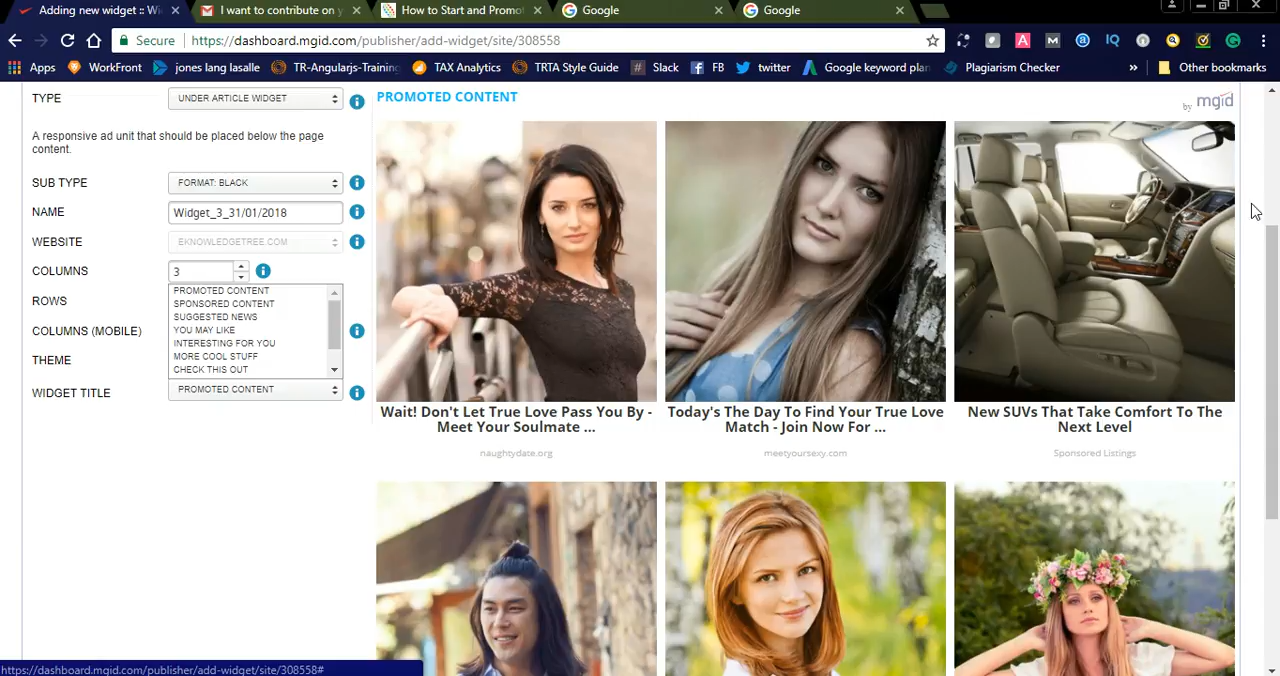 Adding new widget :: Wi
I want to contribute on y
How to Start and Promot
Google
Google
Secure
https://dashboard.mgid.com/publisher/add-widget/site/308558
Apps
WorkFront
jones lang lasalle
TR-Angularjs-Training
TAX Analytics
TRTA Style Guide
Slack
FB
twitter
Google keyword plan
Plagiarism Checker
»
Other bookmarks
TYPE
UNDER ARTICLE WIDGET
A responsive ad unit that should be placed below the page
content.
SUB TYPE
FORMAT: BLACK
NAME
Widget_3_31/01/2018
WEBSITE
EKNOWLEDGETREE.COM
COLUMNS
3
ROWS
COLUMNS (MOBILE)
THEME
PROMOTED CONTENT
SPONSORED CONTENT
SUGGESTED NEWS
YOU MAY LIKE
INTERESTING FOR YOU
MORE COOL STUFF
CHECK THIS OUT
WIDGET TITLE
PROMOTED CONTENT
PROMOTED CONTENT
by mgid
Wait! Don't Let True Love Pass You By -
Meet Your Soulmate ...
naughtydate.org
Today's The Day To Find Your True Love
Match - Join Now For ...
meetyoursexy.com
New SUVs That Take Comfort To The
Next Level
Sponsored Listings
https://dashboard.mgid.com/publisher/add-widget/site/308558#